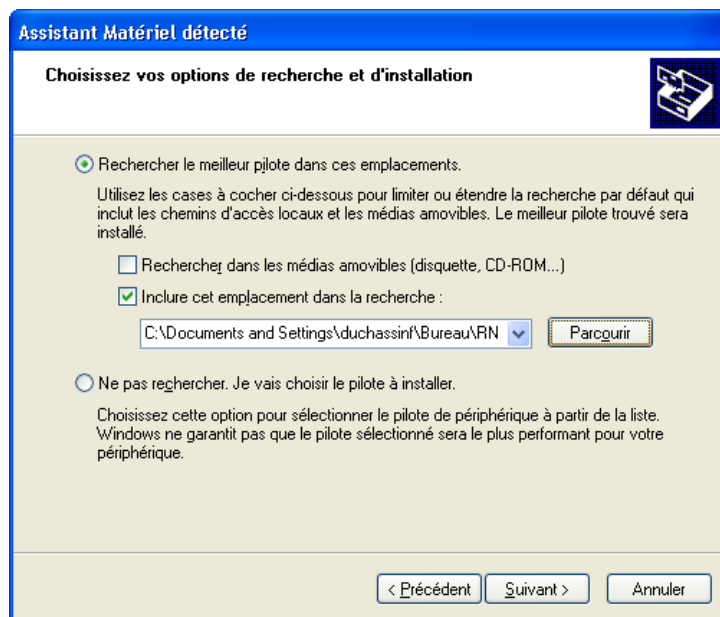 Assistant Matériel détecté
Choisissez vos options de recherche et d'installation
Rechercher le meilleur pilote dans ces emplacements.
Utilisez les cases à cocher ci-dessous pour limiter ou étendre la recherche par défaut qui
inclut les chemins d'accès locaux et les médias amovibles. Le meilleur pilote trouvé sera
installé.
Rechercher dans les médias amovibles (disquette, CD-ROM...)
Inclure cet emplacement dans la recherche :
C:\Documents and Settings\duchassinf\Bureau\RN
Parcourir
Ne pas rechercher. Je vais choisir le pilote à installer.
Choisissez cette option pour sélectionner le pilote de périphérique à partir de la liste.
Windows ne garantit pas que le pilote sélectionné sera le plus performant pour votre
périphérique.
< Précédent Suivant > Annuler